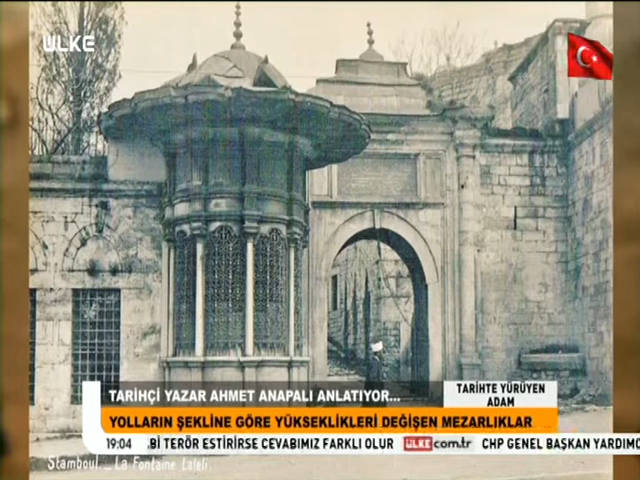 ÜLKE
TARİHÇİ YAZAR AHMET ANAPALI ANLATIYOR...
TARİHTE YÜRÜYEN
ADAM
YOLLARIN ŞEKLİNE GÖRE YÜKSEKLİKLERİ DEĞİŞEN MEZARLIKLAR
19:04 .Bİ TERÖR ESTİRİRSE CEVABIMIZ FARKLI OLUR ÜLKE.com.tr CHP GENEL BAŞKAN YARDIMC
Stamboul._ La Fontaine Laleli.